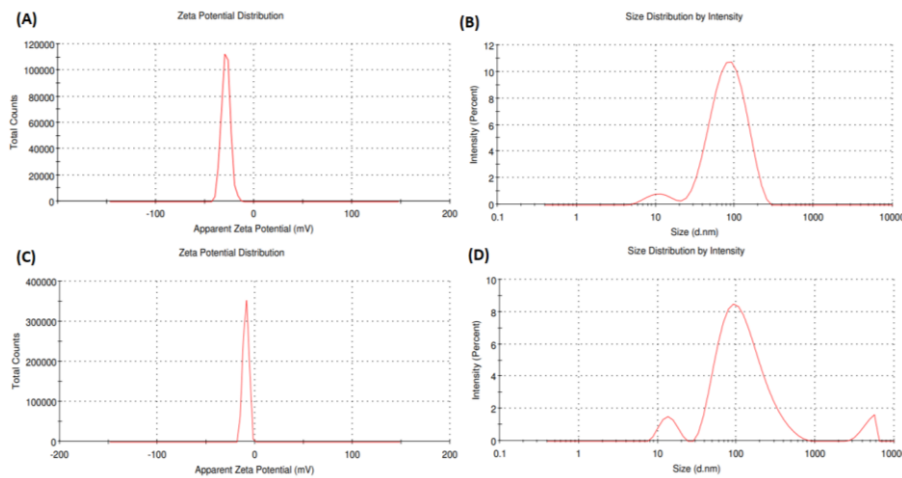 (A)
Zeta Potential Distribution
120000
100000
80000
60000
40000
20000
0
Total Counts
-100 0 100 200
Apparent Zeta Potential (mV)
(B)
Size Distribution by Intensity
12
10
8
6
4
2
0
Intensity (Percent)
0.1 1 10 100 1000 10000
Size (d.nm)
(C)
Zeta Potential Distribution
400000
300000
200000
100000
0
Total Counts
-200 -100 0 100 200
Apparent Zeta Potential (mV)
(D)
Size Distribution by Intensity
10
8
6
4
2
0
Intensity (Percent)
0.1 1 10 100 1000 10000
Size (d.nm)